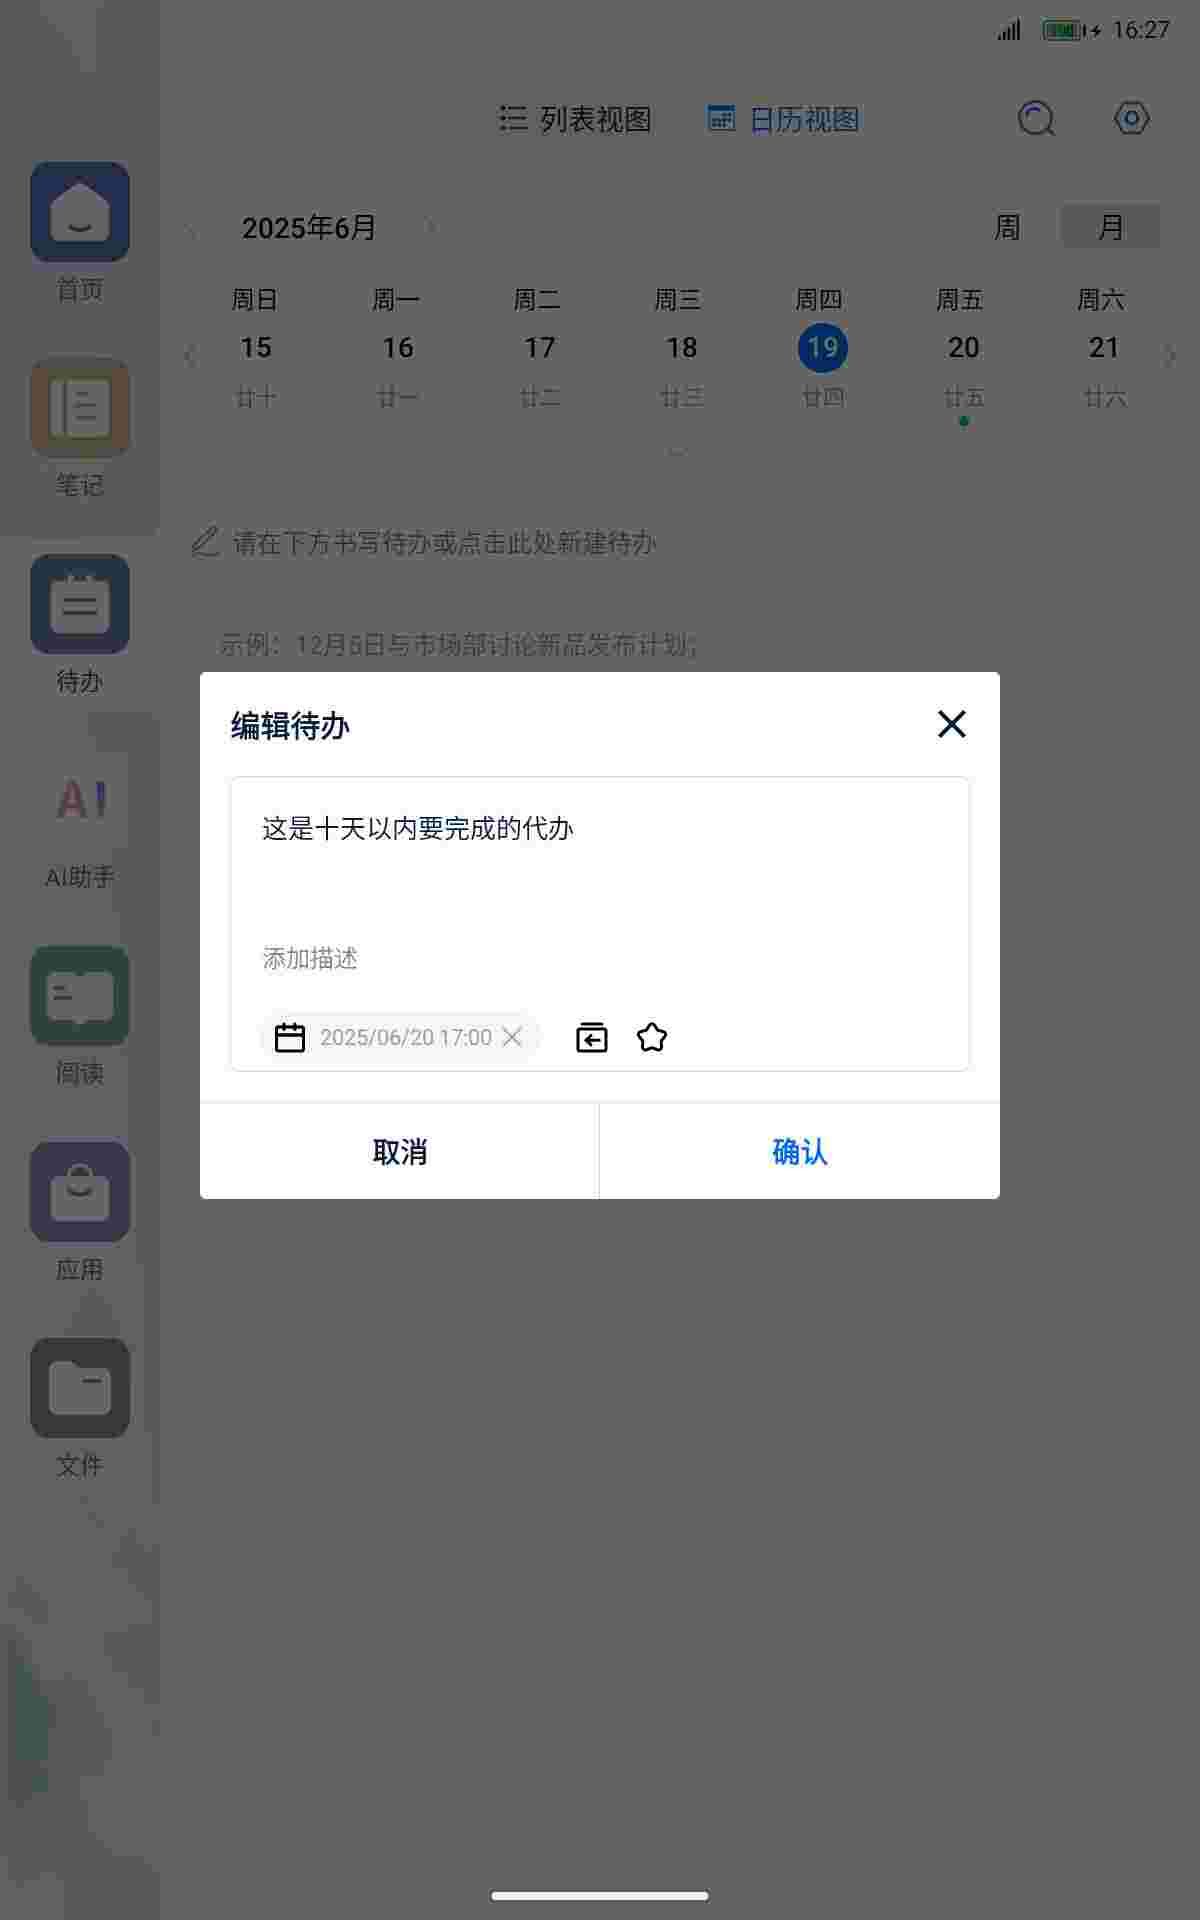 16:27
列表视图 日历视图
首页
2025年6月 周 月
周日 周一 周二 周三 周四 周五 周六
15 16 17 18 19 20 21
廿十 廿一 廿二 廿三 廿四 廿五 廿六
笔记
请在下方书写待办或点击此处新建待办
示例：12月6日与市场部讨论新品发布计划；
待办
编辑待办
这是十天以内要完成的代办
AI
AI助手
添加描述
2025/06/20 17:00
阅读
取消 确认
应用
文件